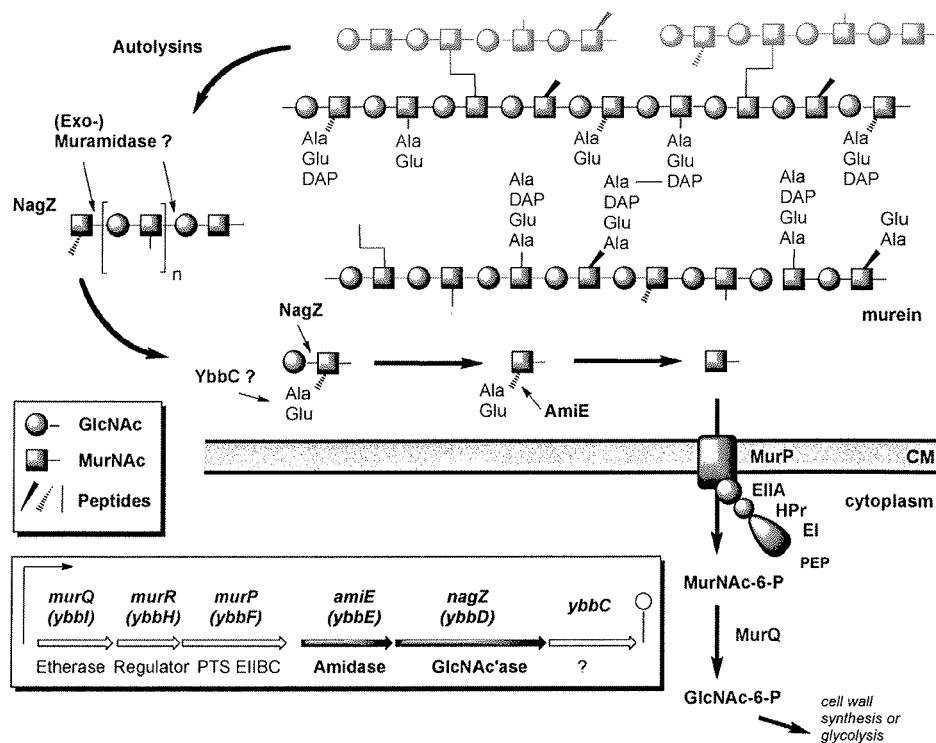 Autolysins
(Exo-)
Muramidase ?
NagZ
n
Ala
Glu
DAP
Ala
Glu
Ala
Glu
Ala
Glu
DAP
Ala
Glu
DAP
Ala
DAP
Glu
Ala
Ala
DAP
Glu
Ala
Ala
DAP
Glu
Ala
Glu
Ala
murein
NagZ
YbbC ?
Ala
Glu
Ala
Glu
AmiE
GlcNAc
MurNAc
Peptides
MurP
CM
EIIA
HPr
EI
PEP
cytoplasm
MurNAc-6-P
MurQ
GlcNAc-6-P
cell wall
synthesis or
glycolysis
murQ murR murP amiE nagZ ybbC
(ybbI) (ybbH) (ybbF) (ybbE) (ybbD)
Etherase Regulator PTS EIIBC Amidase GlcNAc'ase ?